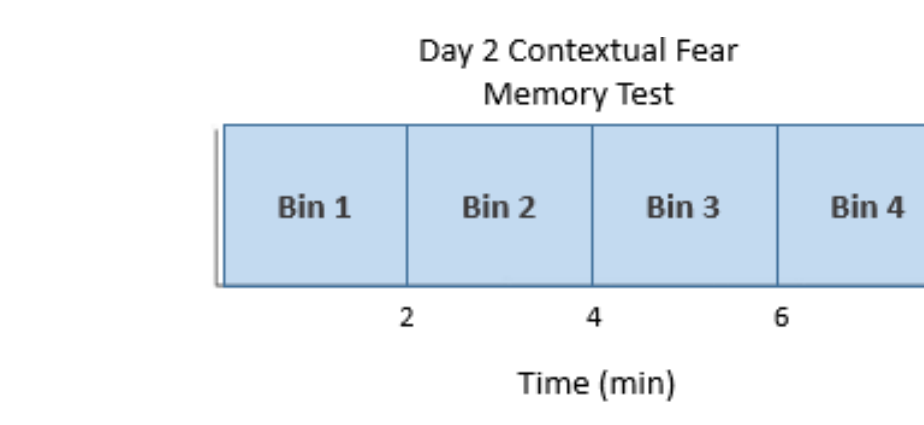 Day 2 Contextual Fear
Memory Test
Bin 1 Bin 2 Bin 3 Bin 4
2 4 6
Time (min)